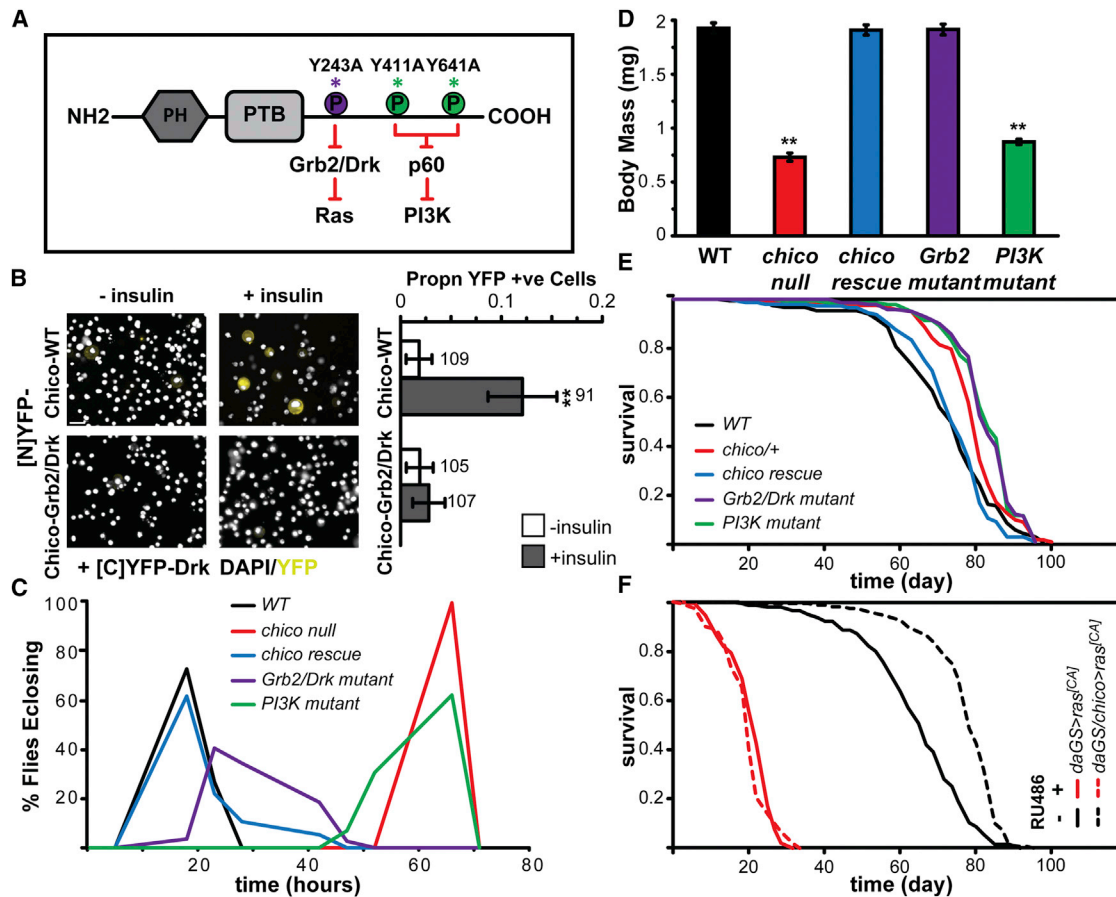 A
Y243A Y411A Y641A
* * *
P P P
NH2 PH PTB COOH
Grb2/Drk p60
Ras PI3K
B
- insulin + insulin
[N]YFP-
Chico-WT
Chico-Grb2/Drk
+ [C]YFP-Drk DAPI/YFP
Propn YFP +ve Cells
0 0.1 0.2
Chico-WT
109
** 91
Chico-Grb2/Drk
105
107
-insulin
+insulin
C
% Flies Eclosing
100
80
60
40
20
WT
chico null
chico rescue
Grb2/Drk mutant
PI3K mutant
20 40 60 80
time (hours)
D
Body Mass (mg)
2
1.5
1
0.5
0
**
**
WT chico null chico rescue Grb2 mutant PI3K mutant
E
survival
0.8
0.6
0.4
0.2
WT
chico/+
chico rescue
Grb2/Drk mutant
PI3K mutant
20 40 60 80 100
time (day)
F
survival
0.8
0.6
0.4
0.2
RU486 - +
daGS>ras[CA]
daGS/chico>ras[CA]
20 40 60 80 100
time (day)